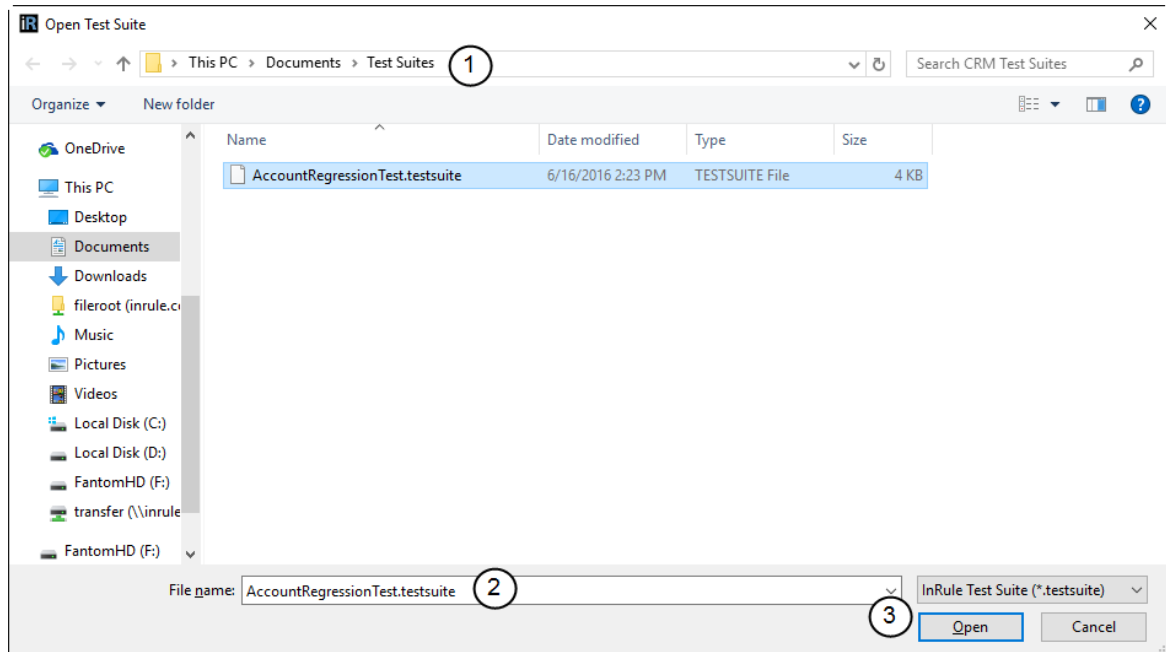 iR Open Test Suite
This PC > Documents > Test Suites
1
Search CRM Test Suites
Organize New folder
?
Name Date modified Type Size
AccountRegressionTest.testsuite 6/16/2016 2:23 PM TESTSUITE File 4 KB
OneDrive
This PC
Desktop
Documents
Downloads
fileroot (inrule.c
Music
Pictures
Videos
Local Disk (C:)
Local Disk (D:)
FantomHD (F:)
transfer (\\inrule
FantomHD (F:)
File name: AccountRegressionTest.testsuite
2
InRule Test Suite (*.testsuite)
3
Open Cancel